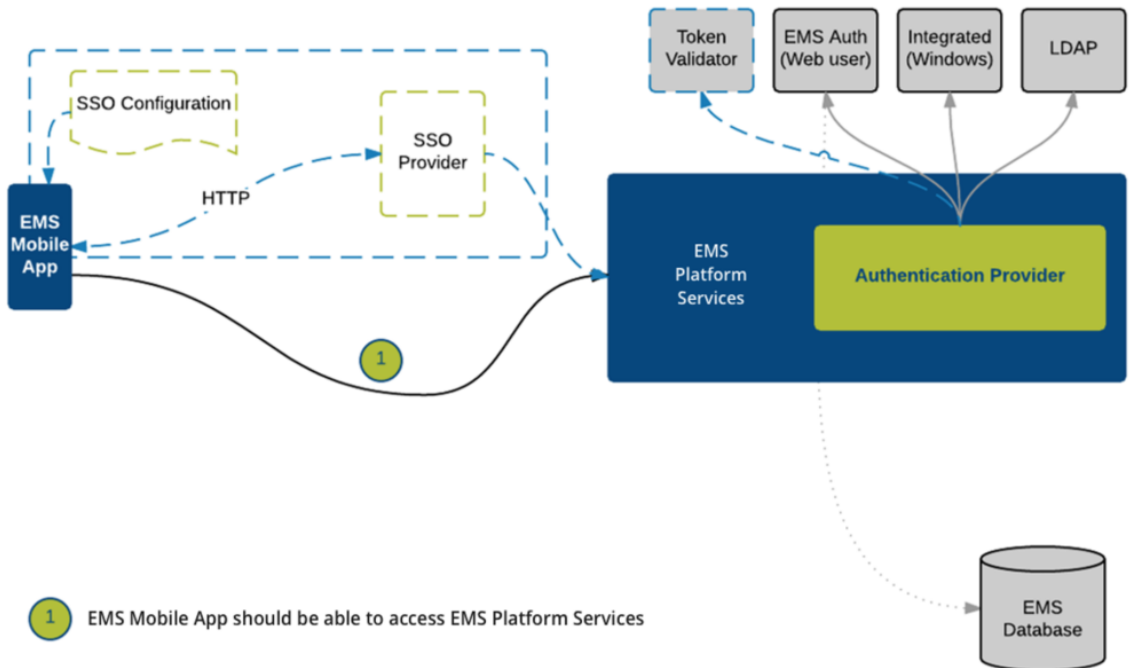 Token
Validator
EMS Auth
(Web user)
Integrated
(Windows)
LDAP
SSO Configuration
SSO
Provider
HTTP
EMS
Mobile
App
EMS
Platform
Services
Authentication Provider
1
EMS
Database
1 EMS Mobile App should be able to access EMS Platform Services